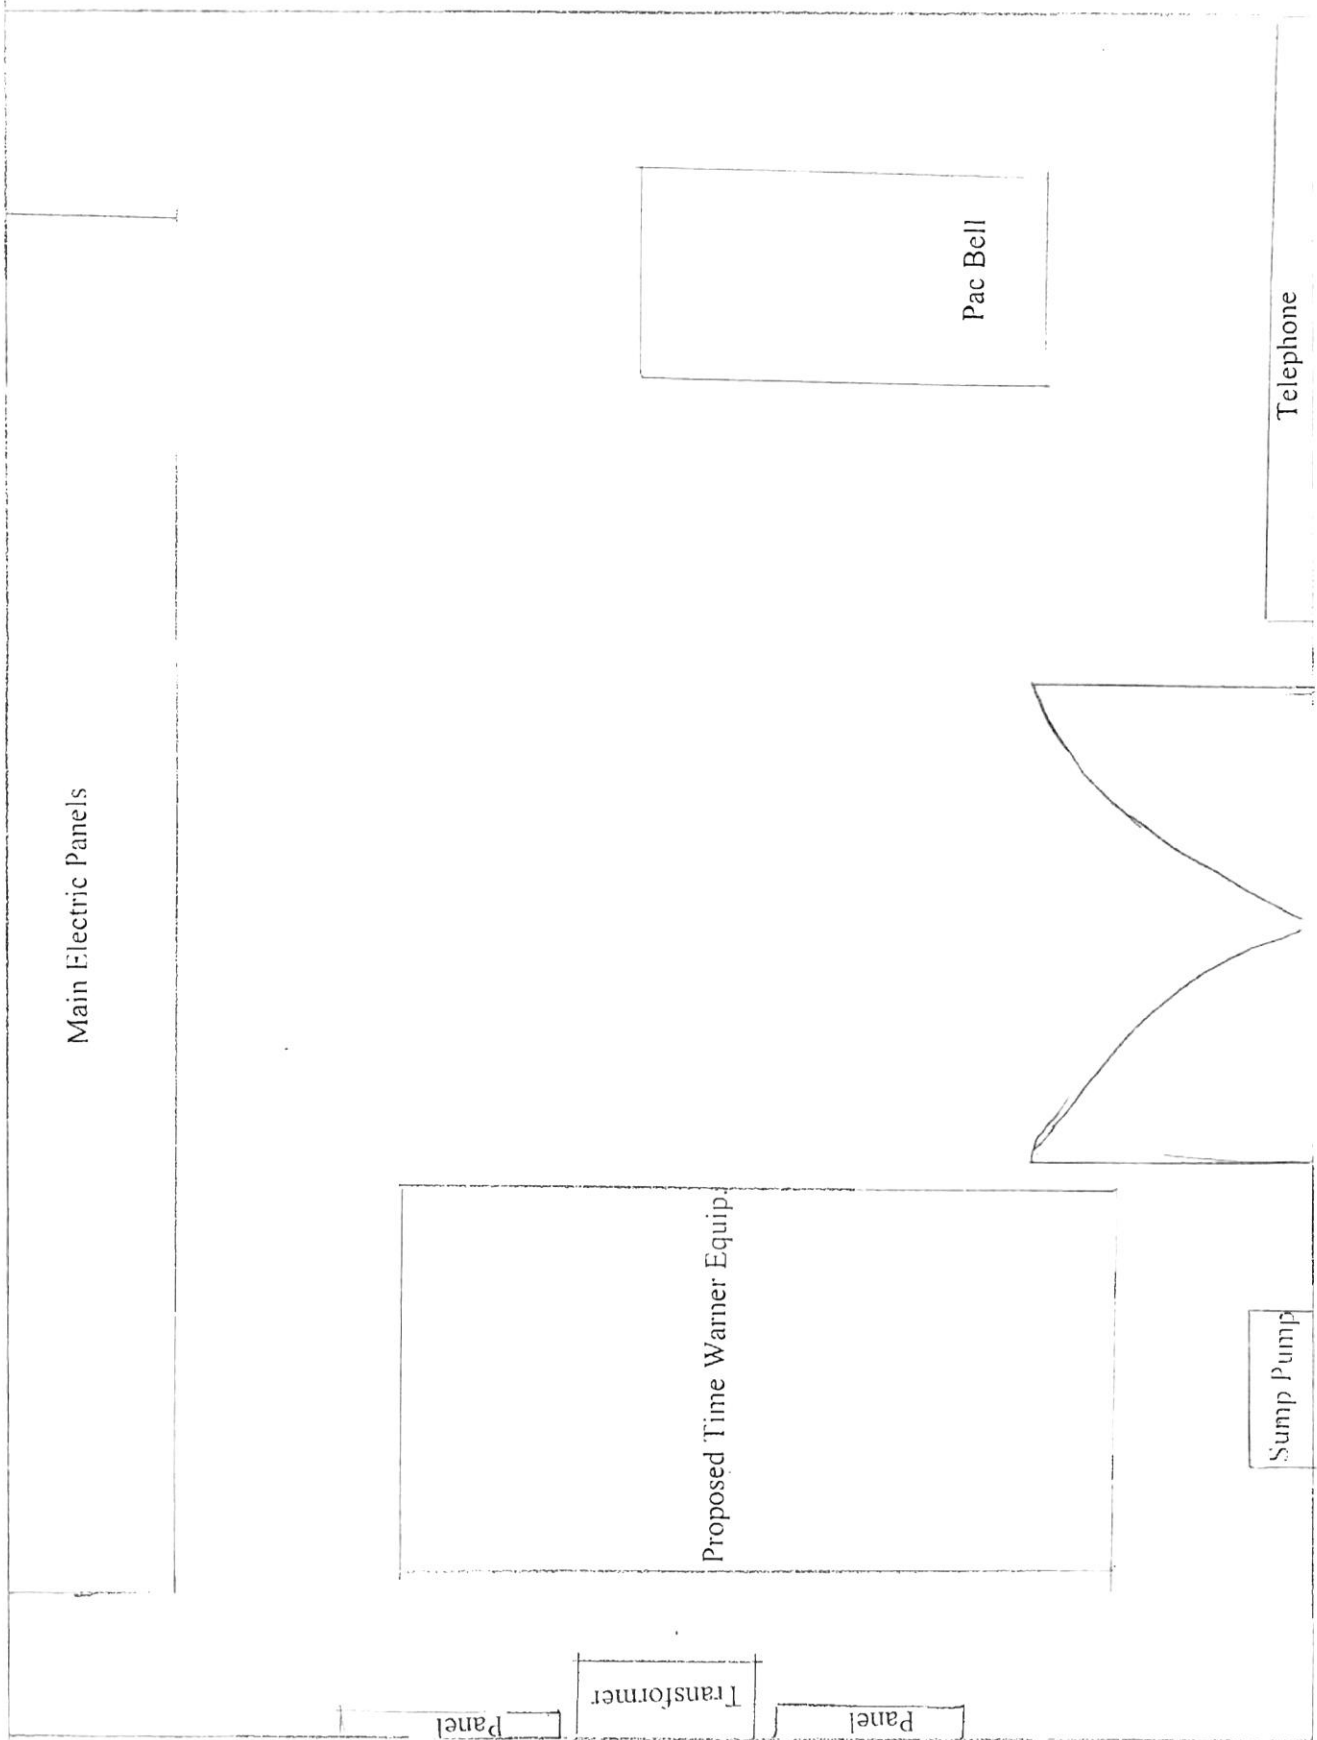 Main Electric Panels
Pac Bell
Telephone
Proposed Time Warner Equip.
Sump Pump
Panel
Transformer
Panel